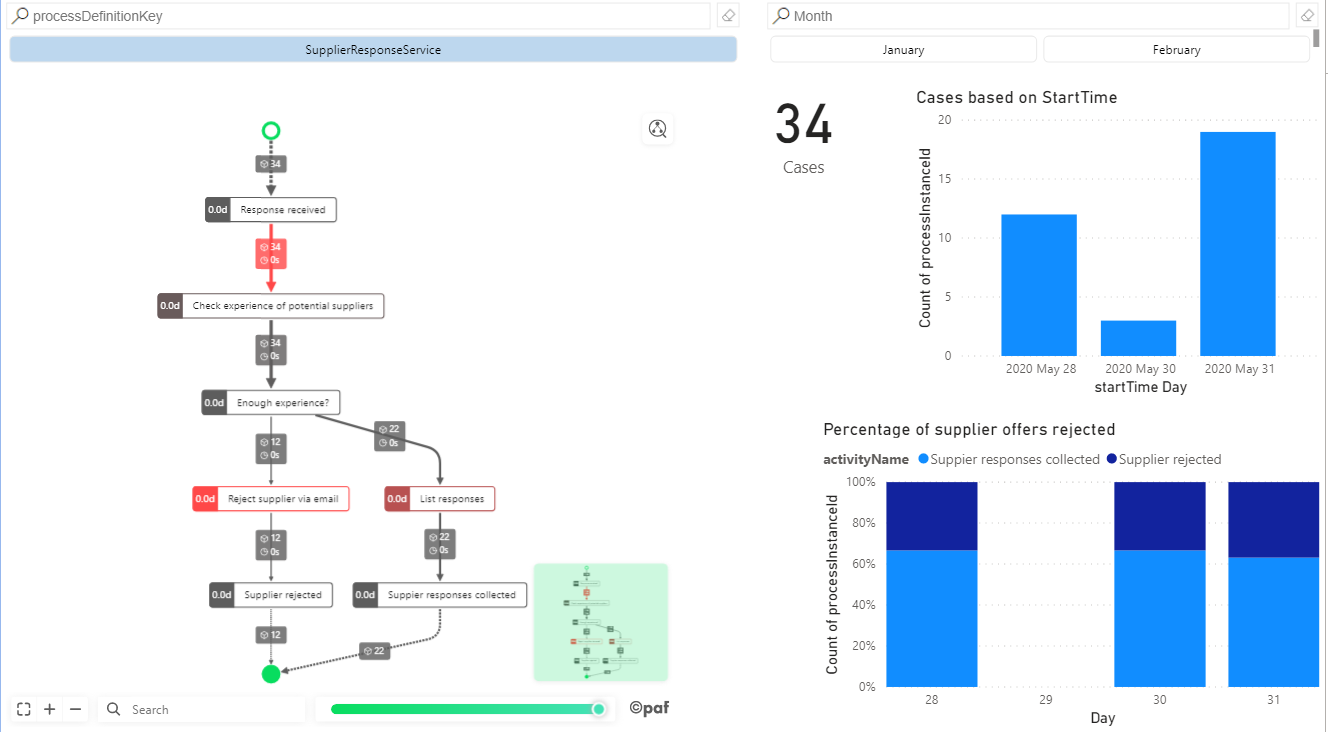 processDefinitionKey
SupplierResponseService
34
0.0d Response received
34
0s
0.0d Check experience of potential suppliers
34
0s
0.0d Enough experience?
12
0s
22
0s
0.0d Reject supplier via email
0.0d List responses
12
0s
22
0s
0.0d Supplier rejected
0.0d Suppier responses collected
12
22
Search
©paf
Month
January February
34
Cases
Cases based on StartTime
Count of processInstanceId
20
15
10
5
0
2020 May 28 2020 May 30 2020 May 31
startTime Day
Percentage of supplier offers rejected
activityName Suppier responses collected Supplier rejected
Count of processInstanceId
100%
80%
60%
40%
20%
0%
28 29 30 31
Day